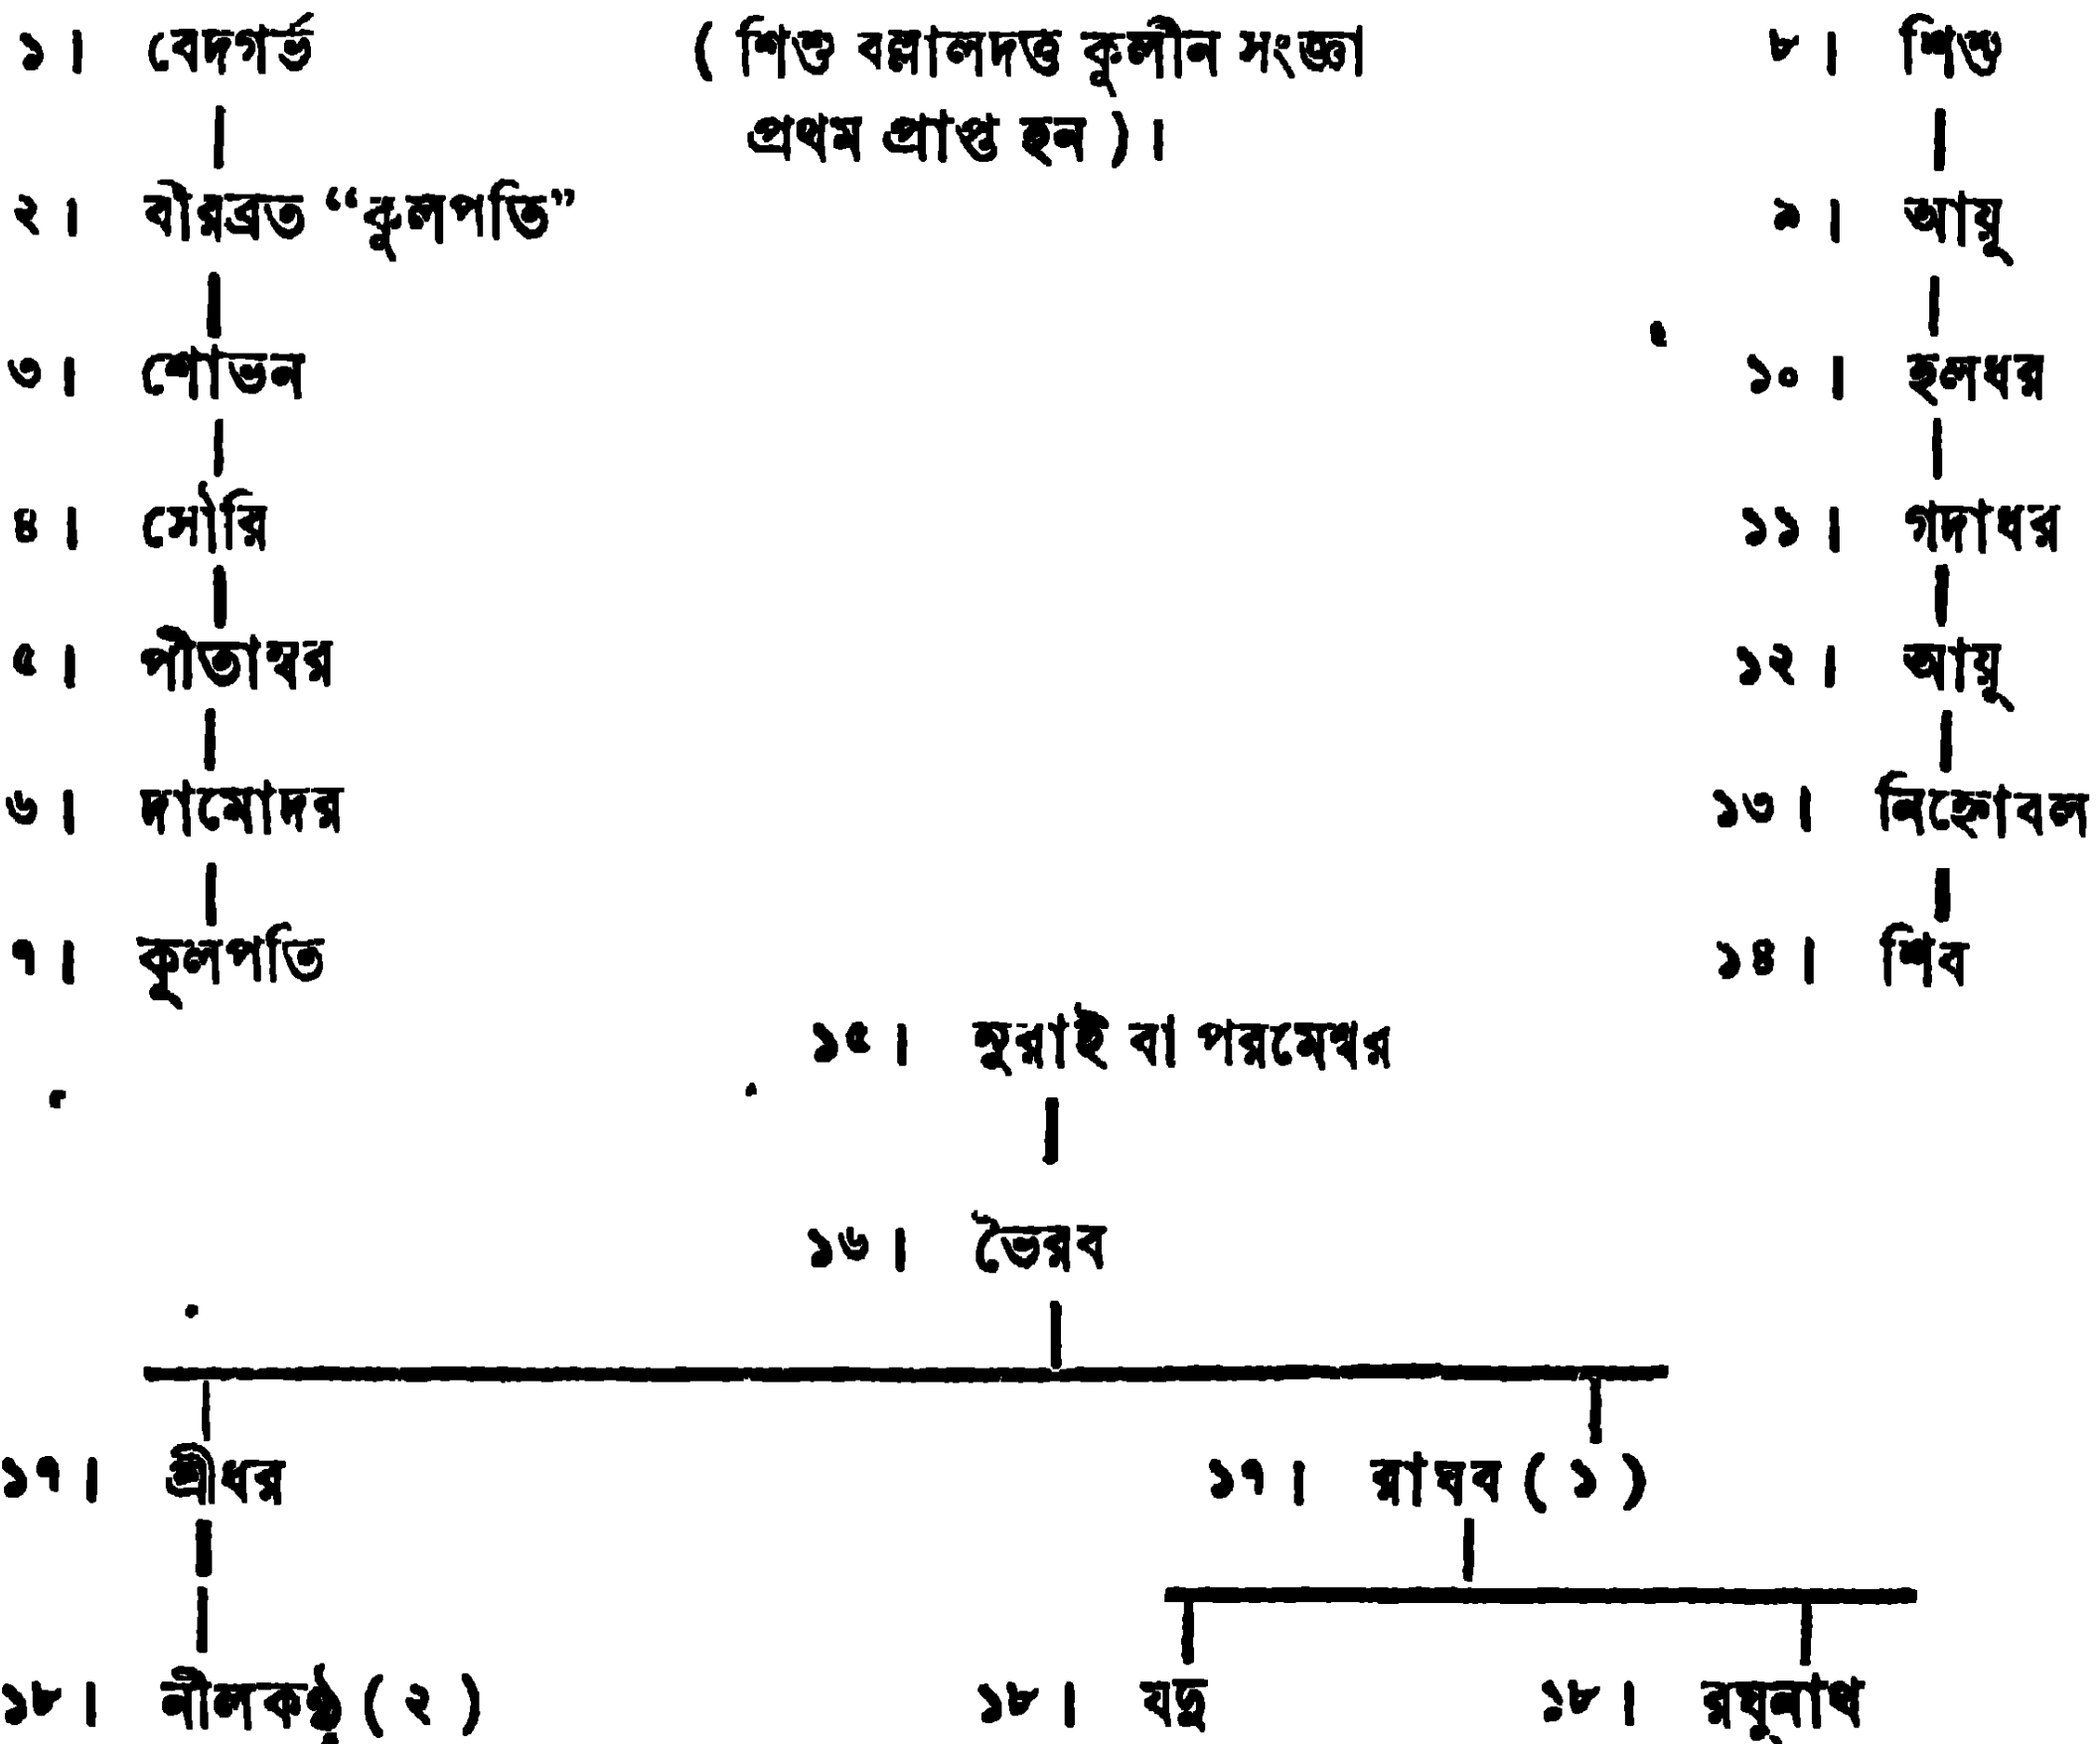 ১। বেদগর্ভ
( শিশু বল্লালদত্ত কুলীন সংজ্ঞা
প্রথম প্রাপ্ত হন )।
২। বীরব্রত “কুলপতি”
৩। শোভন
৪। সৌরি
৫। পীতাম্বর
৬। দামোদর
৭। কুলপতি
৮। শিশু
৯। আয়ূ
১০। হলধর
১১। গদাধর
১২। আয়ূ
১৩। নিহ্নোবল
১৪। শিব
১৫। সুরাই বা পরমেশ্বর
১৬। ভৈরব
১৭। শ্রীধর
১৭। রাঘব ( ১ )
১৮। নীলকণ্ঠ ( ২ )
১৮। যদু
১৮। রঘুনাথ